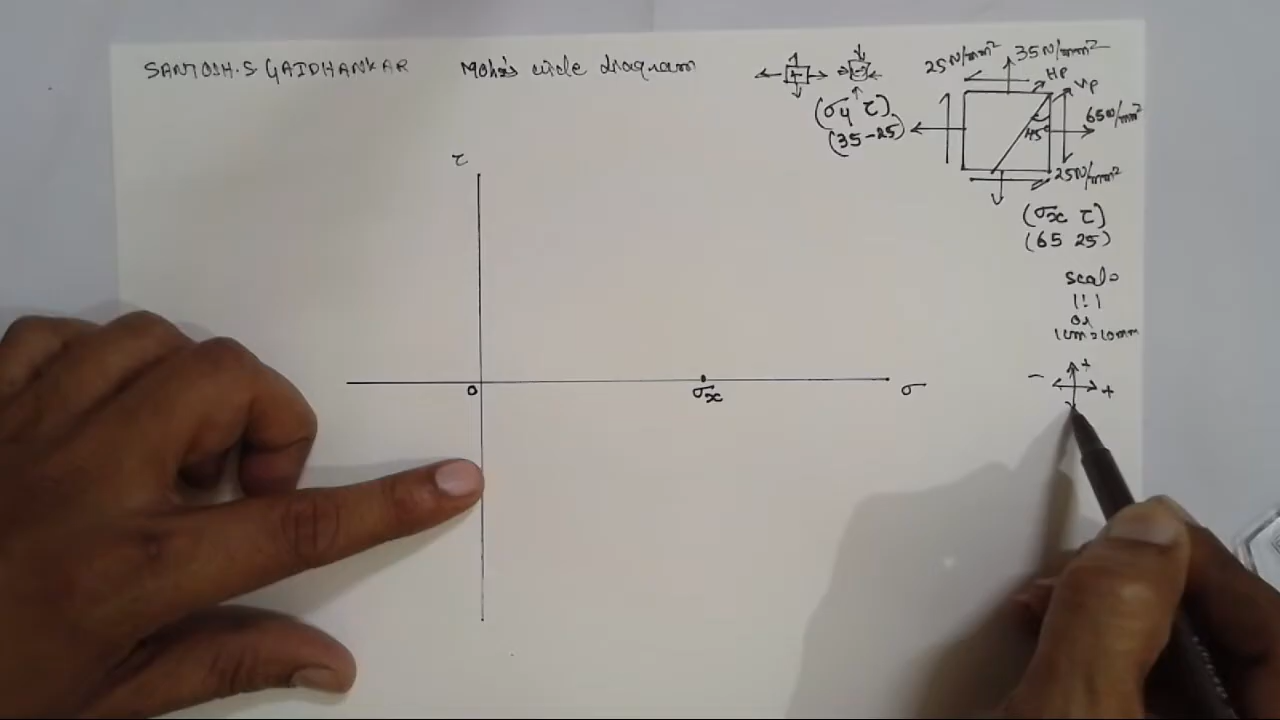 SANTOSH.S GAIDHANKAR Mohr's circle diagram
25N/mm²
35N/mm²
HP
VP
65N/mm²
45°
25N/mm²
+
-
(σy τ)
(35 -25)
(σx τ)
(65 25)
scale
1:1
or
1cm = 10mm
τ
0
σx
σ
+
-
+